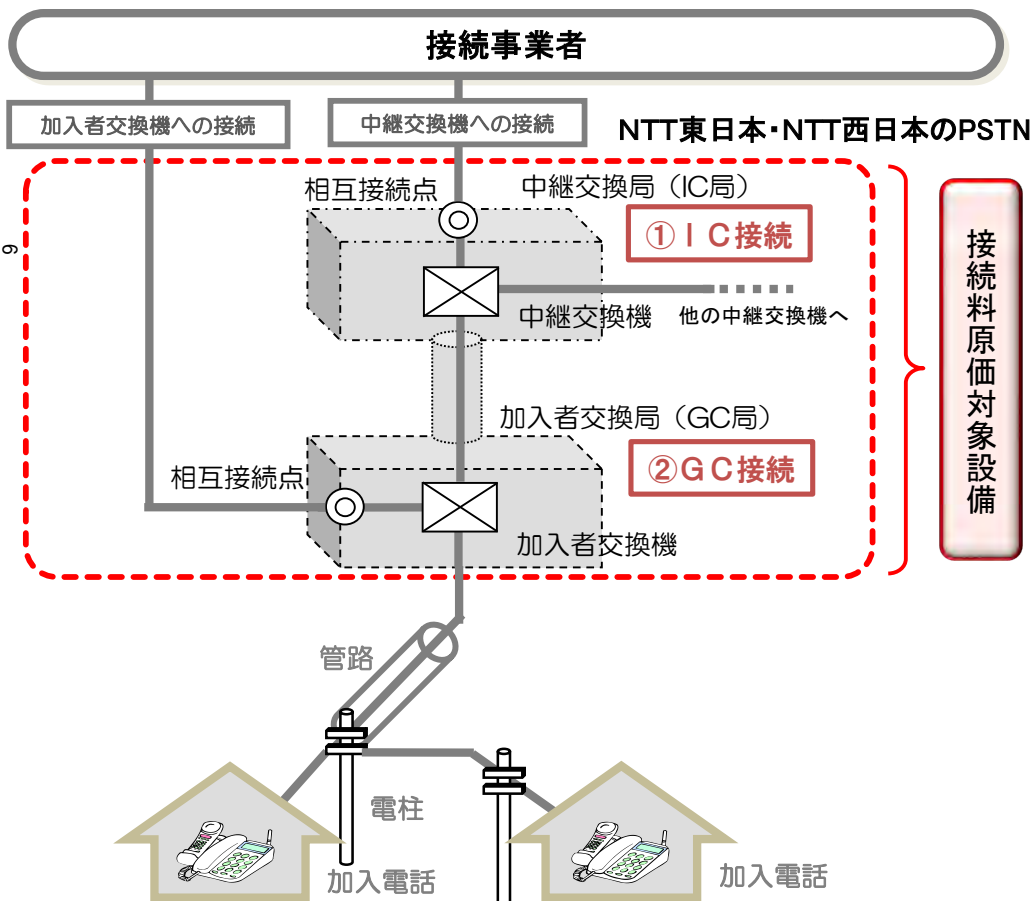 接続事業者
加入者交換機への接続
中継交換機への接続
NTT東日本・NTT西日本のPSTN
相互接続点
中継交換局（IC局）
①ＩＣ接続
9
中継交換機
他の中継交換機へ
接続料原価対象設備
加入者交換局（GC局）
相互接続点
②ＧＣ接続
加入者交換機
管路
電柱
加入電話
加入電話